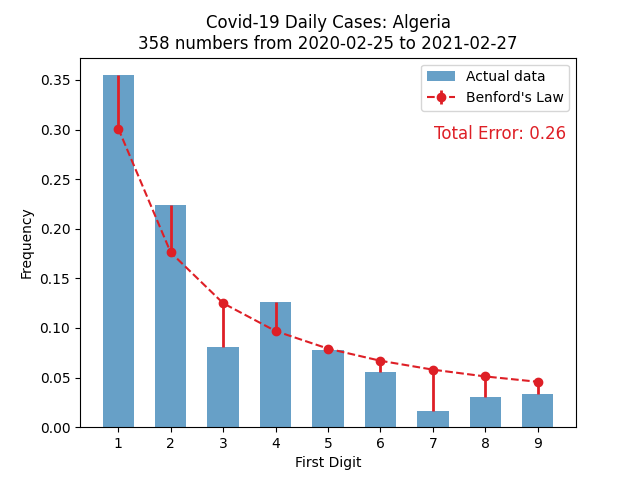 Covid-19 Daily Cases: Algeria
358 numbers from 2020-02-25 to 2021-02-27
Actual data
Benford's Law
Total Error: 0.26
Frequency
0.35
0.30
0.25
0.20
0.15
0.10
0.05
0.00
1 2 3 4 5 6 7 8 9
First Digit